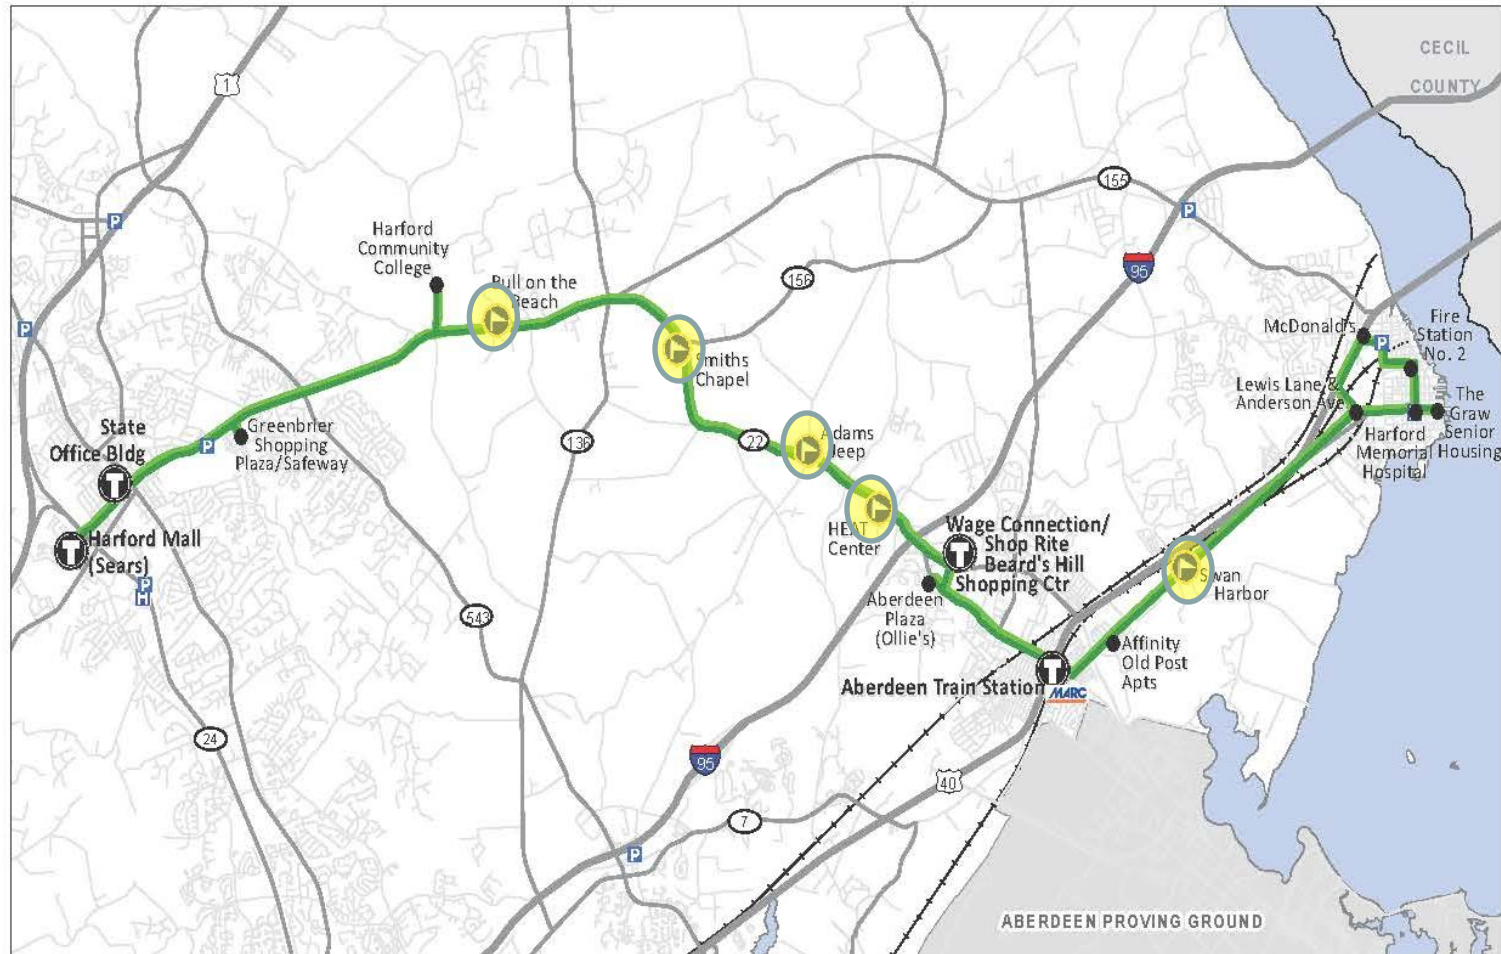 CECIL
COUNTY
1
155
P
P
95
Harford
Community
College
Bull on the
Beach
156
P
McDonald's
P
Fire
Station
No. 2
Smiths
Chapel
Lewis Lane &
Anderson Ave
The
Graw
Senior
Housing
Harford
Memorial
Hospital
State
Office Bldg
T
Greenbrier
Shopping
Plaza/Safeway
P
136
22
Adams
Jeep
HEAT
Center
T
Harford Mall
(Sears)
P
H
Wage Connection/
Shop Rite
Beard's Hill
Shopping Ctr
T
Aberdeen
Plaza
(Ollie's)
Swan
Harbor
543
Affinity
Old Post
Apts
Aberdeen Train Station
T
MARC
24
95
40
7
P
ABERDEEN PROVING GROUND